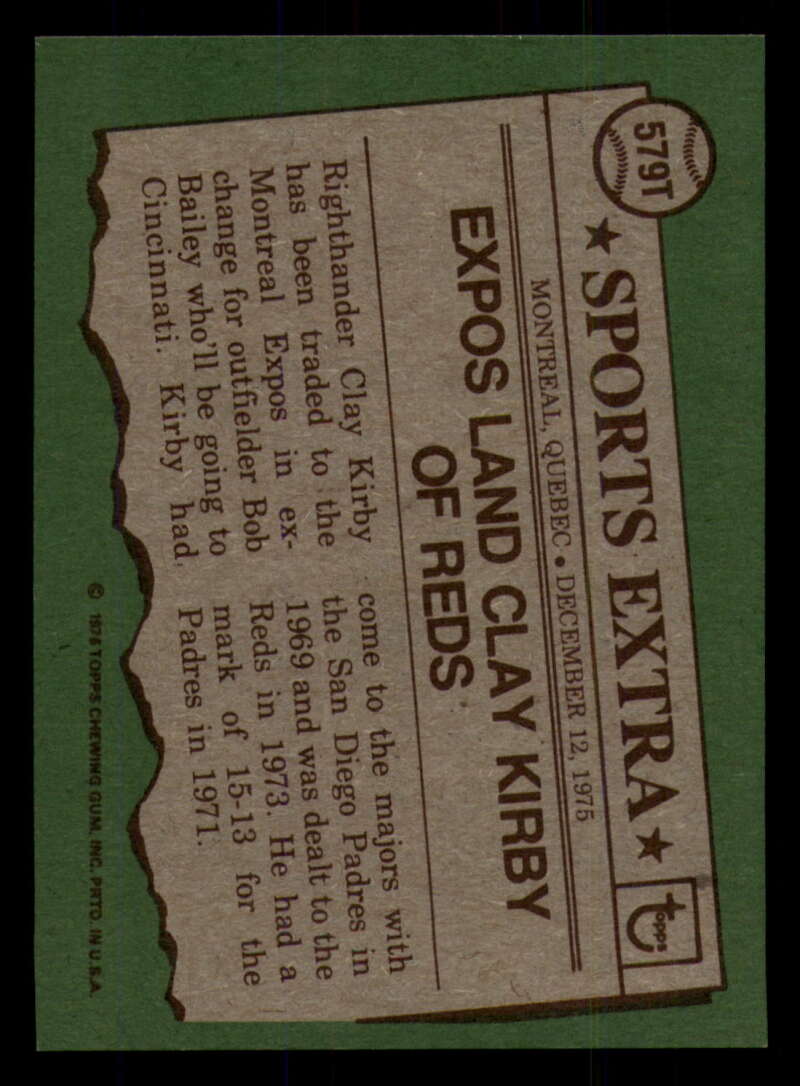 579T
★ SPORTS EXTRA ★
topps
MONTREAL, QUEBEC • DECEMBER 12, 1975
EXPOS LAND CLAY KIRBY
OF REDS
Righthander Clay Kirby
has been traded to the
Montreal Expos in ex-
change for outfielder Bob
Bailey who'll be going to
Cincinnati. Kirby had
come to the majors with
the San Diego Padres in
1969 and was dealt to the
Reds in 1973. He had a
mark of 15-13 for the
Padres in 1971.
© 1976 TOPPS CHEWING GUM, INC. PRTD. IN U.S.A.